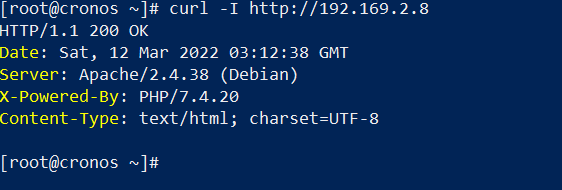 [root@cronos ~]# curl -I http://192.169.2.8
HTTP/1.1 200 OK
Date: Sat, 12 Mar 2022 03:12:38 GMT
Server: Apache/2.4.38 (Debian)
X-Powered-By: PHP/7.4.20
Content-Type: text/html; charset=UTF-8
[root@cronos ~]#